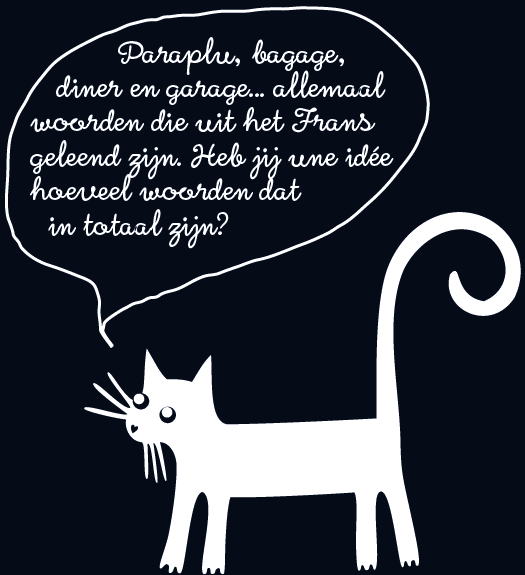 Paraplu, bagage,
diner en garage... allemaal
woorden die uit het Frans
geleend zijn. Heb jij une idée
hoeveel woorden dat
in totaal zijn?